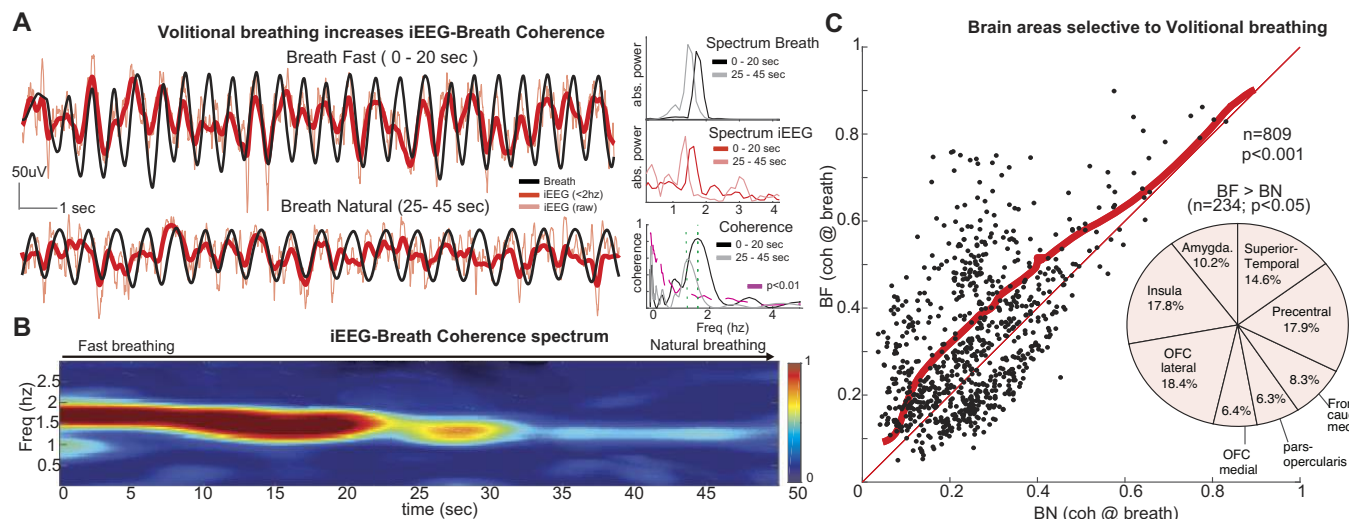 A
Volitional breathing increases iEEG-Breath Coherence
Breath Fast ( 0 - 20 sec)
50uV
1 sec
Breath
iEEG (<2hz)
iEEG (raw)
Breath Natural (25- 45 sec)
abs. power
Spectrum Breath
0 - 20 sec
25 - 45 sec
abs. power
Spectrum iEEG
0 - 20 sec
25 - 45 sec
1 2 3 4
coherence
1
0
Coherence
0 - 20 sec
25 - 45 sec
p<0.01
0 1 2 3 4
Freq (hz)
B
iEEG-Breath Coherence spectrum
Fast breathing
Natural breathing
Freq (hz)
2.5
2
1.5
1
0.5
0 5 10 15 20 25 30 35 40 45 50
time (sec)
1
0
C
Brain areas selective to Volitional breathing
BF (coh @ breath)
1
0.8
0.6
0.4
0.2
0
0.2 0.4 0.6 0.8 1
BN (coh @ breath)
n=809
p<0.001
BF > BN
(n=234; p<0.05)
Amygda.
10.2%
Superior-
Temporal
14.6%
Insula
17.8%
Precentral
17.9%
OFC
lateral
18.4%
6.4%
6.3%
8.3%
Fron
cauc
med
OFC
medial
pars-
opercularis